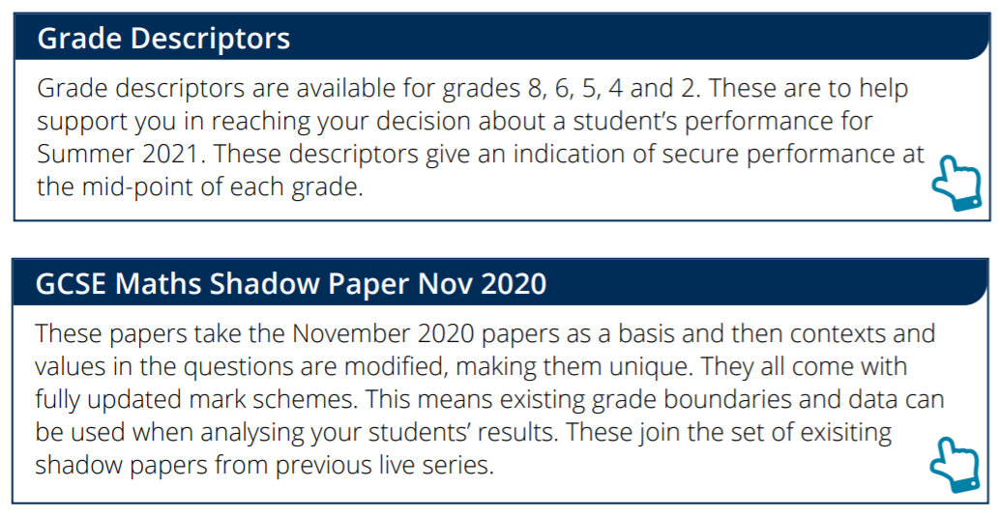 Grade Descriptors
Grade descriptors are available for grades 8, 6, 5, 4 and 2. These are to help
support you in reaching your decision about a student’s performance for
Summer 2021. These descriptors give an indication of secure performance at
the mid-point of each grade.
GCSE Maths Shadow Paper Nov 2020
These papers take the November 2020 papers as a basis and then contexts and
values in the questions are modified, making them unique. They all come with
fully updated mark schemes. This means existing grade boundaries and data can
be used when analysing your students’ results. These join the set of exisiting
shadow papers from previous live series.